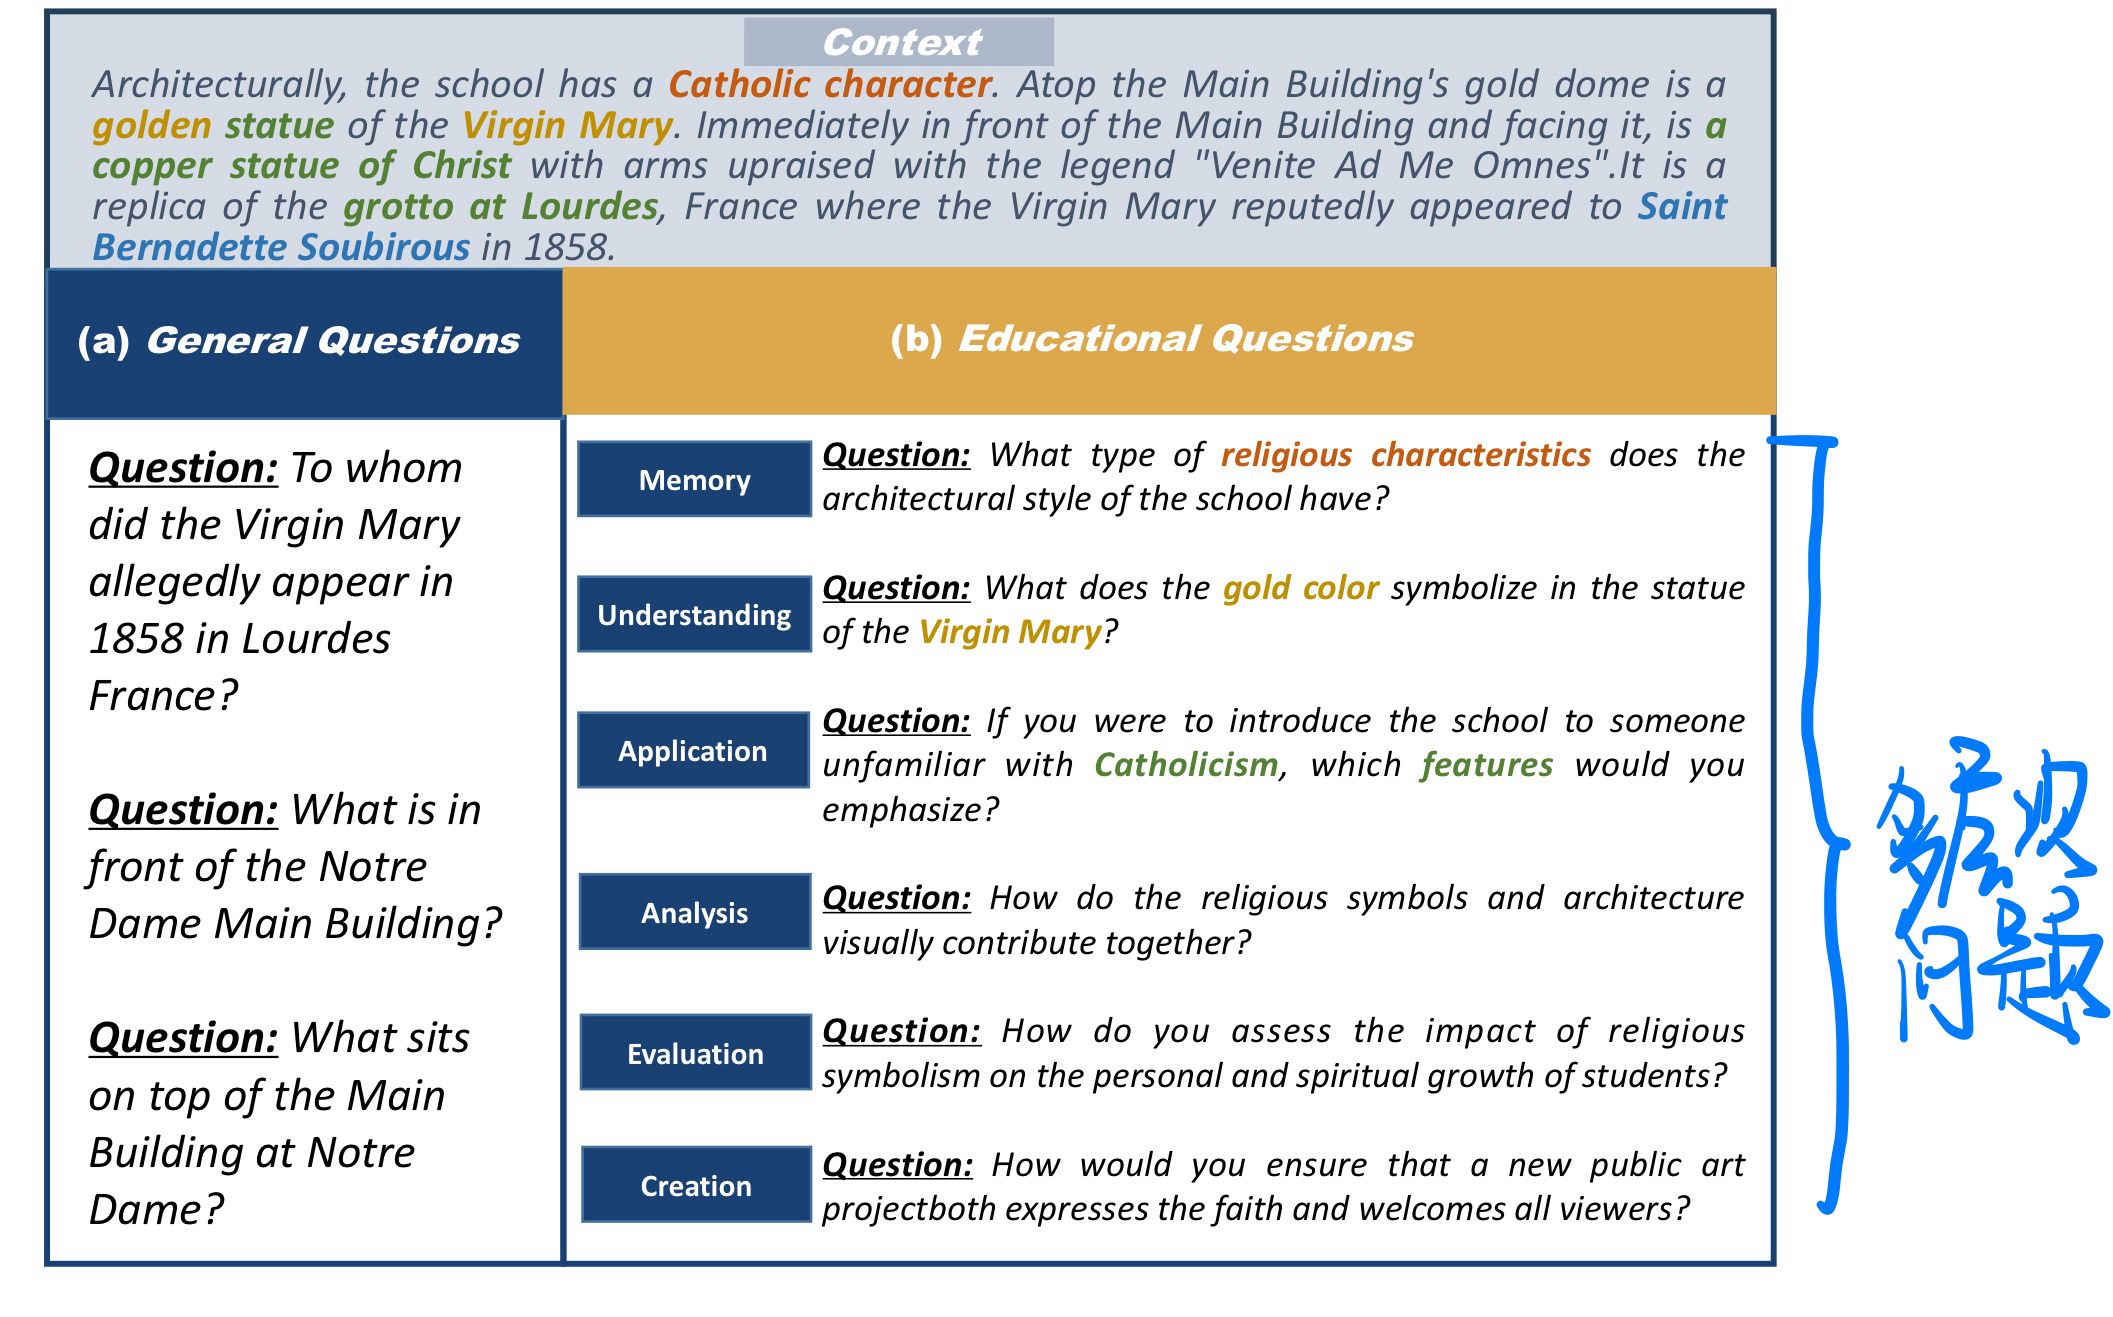 Context
Architecturally, the school has a Catholic character. Atop the Main Building's gold dome is a
golden statue of the Virgin Mary. Immediately in front of the Main Building and facing it, is a
copper statue of Christ with arms upraised with the legend "Venite Ad Me Omnes".It is a
replica of the grotto at Lourdes, France where the Virgin Mary reputedly appeared to Saint
Bernadette Soubirous in 1858.
(a) General Questions
Question: To whom
did the Virgin Mary
allegedly appear in
1858 in Lourdes
France?
Question: What is in
front of the Notre
Dame Main Building?
Question: What sits
on top of the Main
Building at Notre
Dame?
(b) Educational Questions
Memory
Question: What type of religious characteristics does the
architectural style of the school have?
Understanding
Question: What does the gold color symbolize in the statue
of the Virgin Mary?
Application
Question: If you were to introduce the school to someone
unfamiliar with Catholicism, which features would you
emphasize?
Analysis
Question: How do the religious symbols and architecture
visually contribute together?
Evaluation
Question: How do you assess the impact of religious
symbolism on the personal and spiritual growth of students?
Creation
Question: How would you ensure that a new public art
projectboth expresses the faith and welcomes all viewers?
多层次
问题